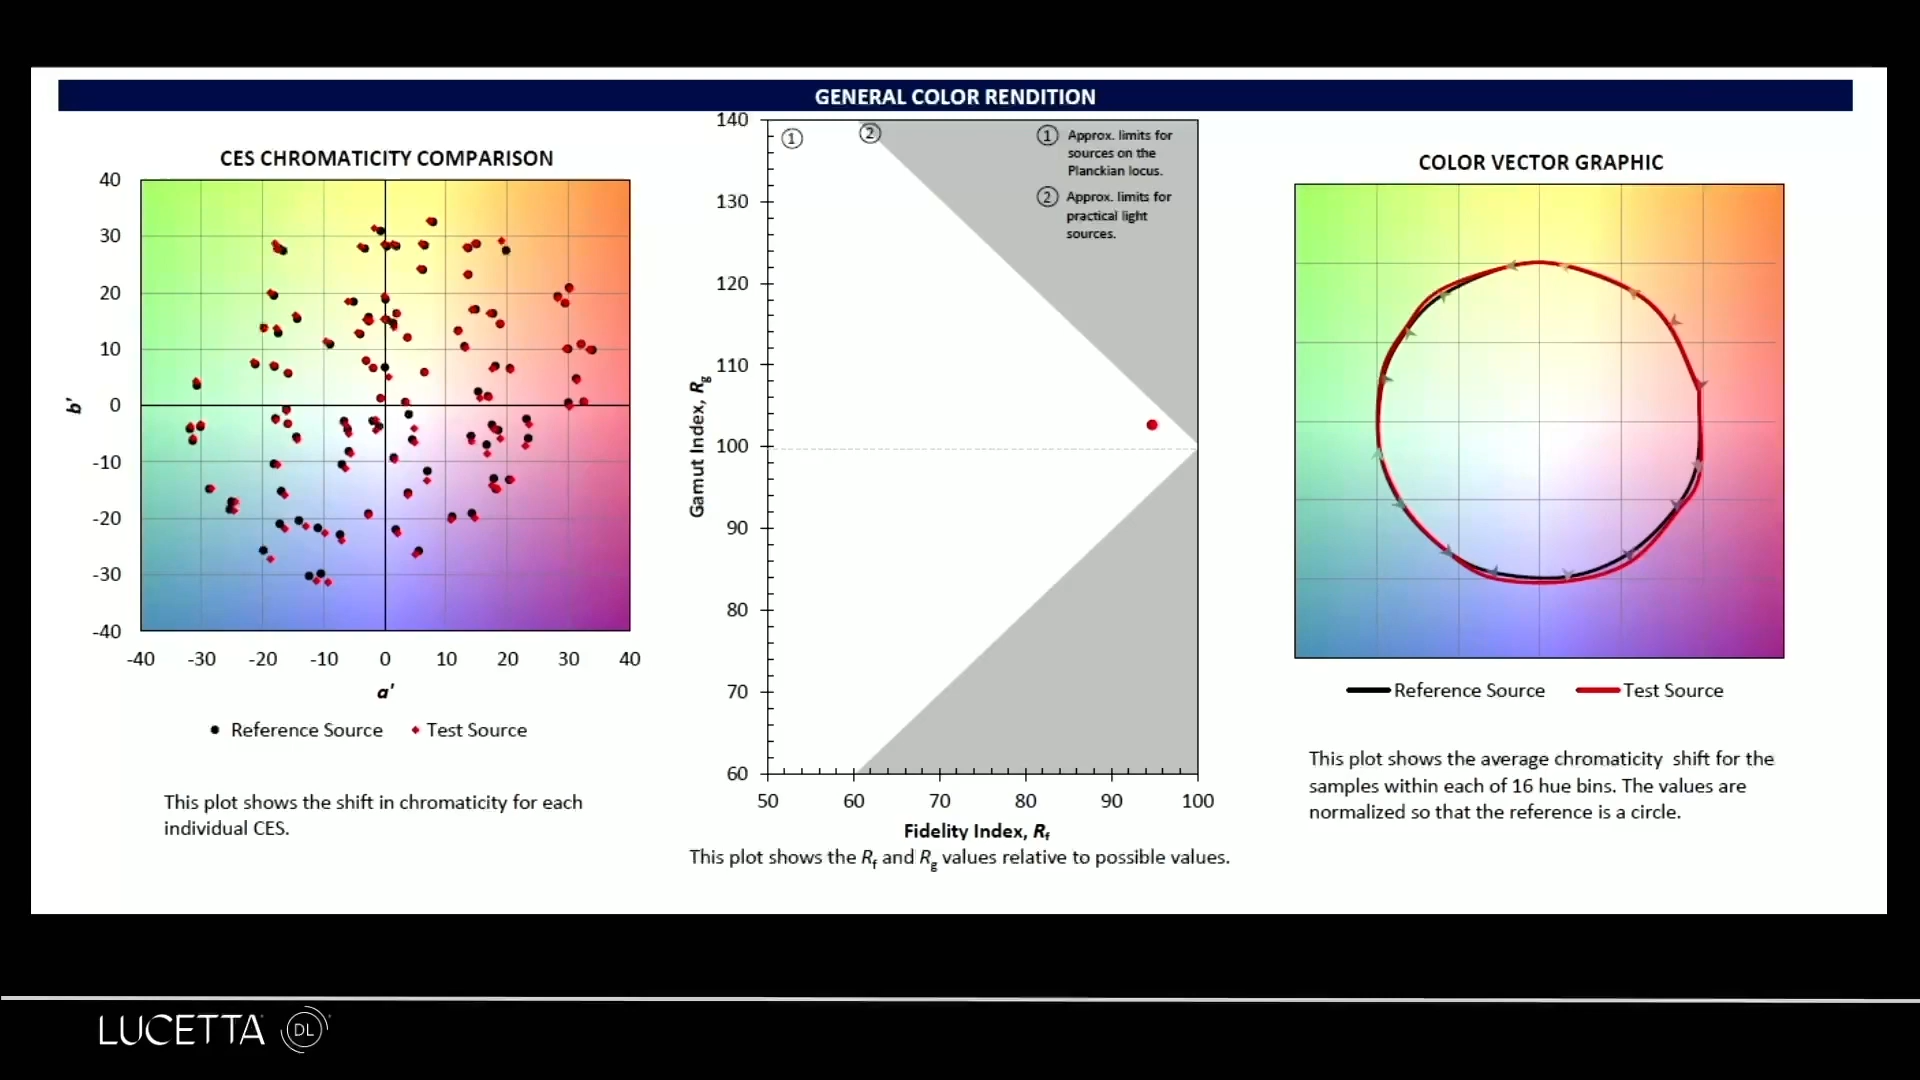 GENERAL COLOR RENDITION
CES CHROMATICITY COMPARISON
40
30
20
10
0
-10
-20
-30
-40
b'
-40 -30 -20 -10 0 10 20 30 40
a'
Reference Source Test Source
This plot shows the shift in chromaticity for each
individual CES.
140
130
120
110
100
90
80
70
60
Gamut Index, Rg
1
2
1 Approx. limits for
sources on the
Planckian locus.
2 Approx. limits for
practical light
sources.
50 60 70 80 90 100
Fidelity Index, Rf
This plot shows the Rf and Rg values relative to possible values.
COLOR VECTOR GRAPHIC
Reference Source Test Source
This plot shows the average chromaticity shift for the
samples within each of 16 hue bins. The values are
normalized so that the reference is a circle.
LUCETTA DL